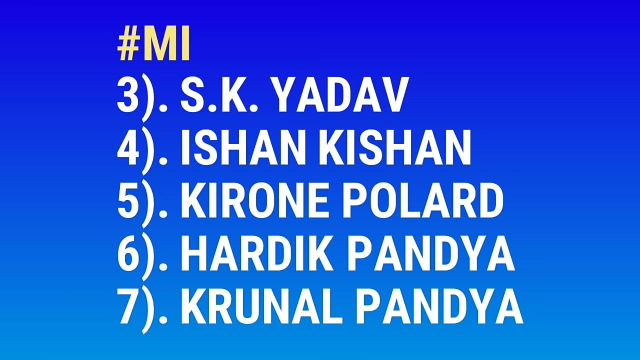 #MI
3). S.K. YADAV
4). ISHAN KISHAN
5). KIRONE POLARD
6). HARDIK PANDYA
7). KRUNAL PANDYA